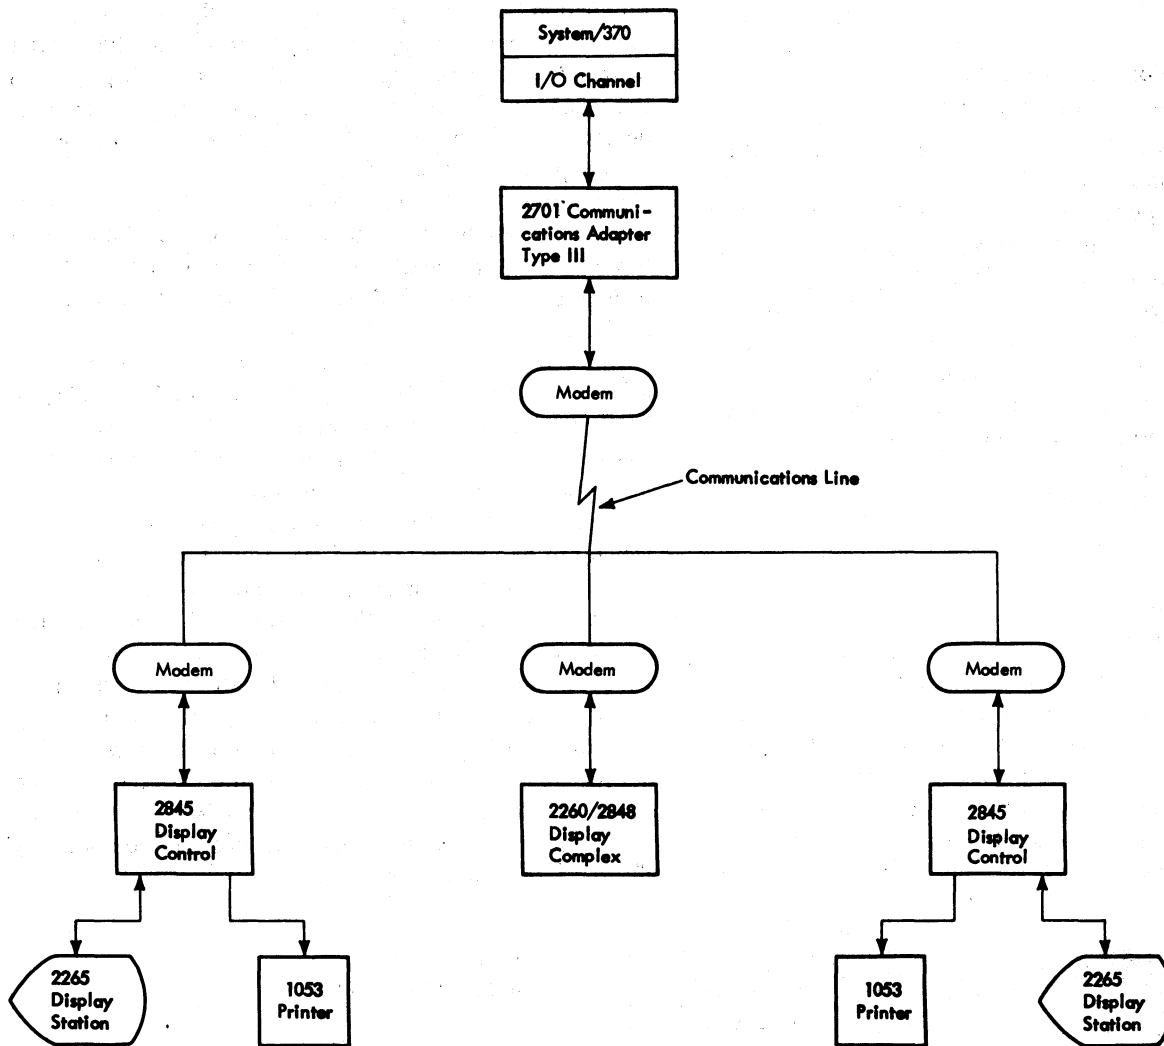 System/370
I/O Channel
2701 Communi-
cations Adapter
Type III
Modem
Communications Line
Modem
Modem
Modem
2845
Display
Control
2260/2848
Display
Complex
2845
Display
Control
2265
Display
Station
1053
Printer
1053
Printer
2265
Display
Station